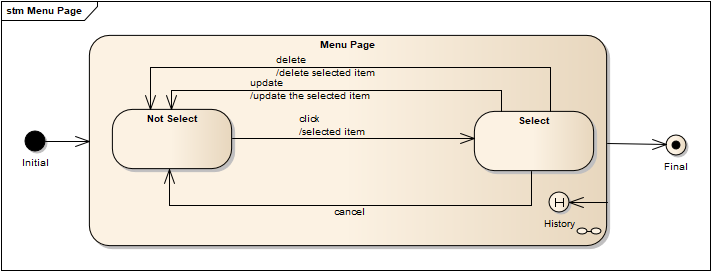 stm Menu Page
Menu Page
delete
/delete selected item
update
/update the selected item
Not Select
click
/selected item
Select
Initial
Final
H
History
cancel